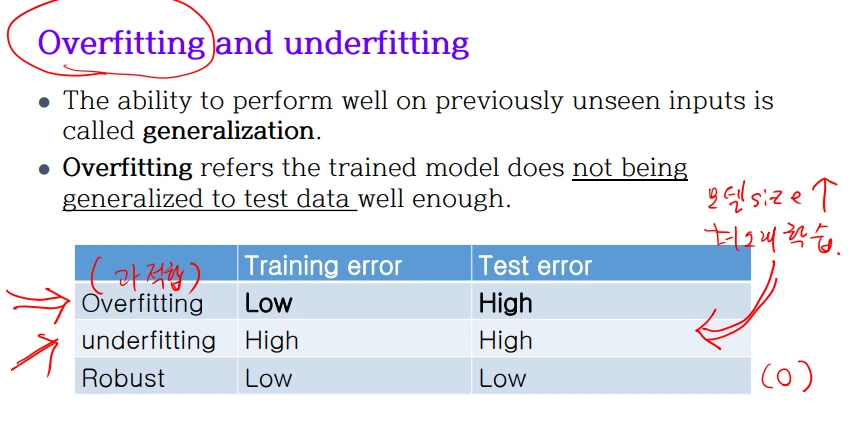 Overfitting and underfitting
● The ability to perform well on previously unseen inputs is
called generalization.
● Overfitting refers the trained model does not being
generalized to test data well enough.
모델 size ↑
더 오래 학습.
(과적합) Training error Test error
Overfitting Low High
underfitting High High
Robust Low Low (O)